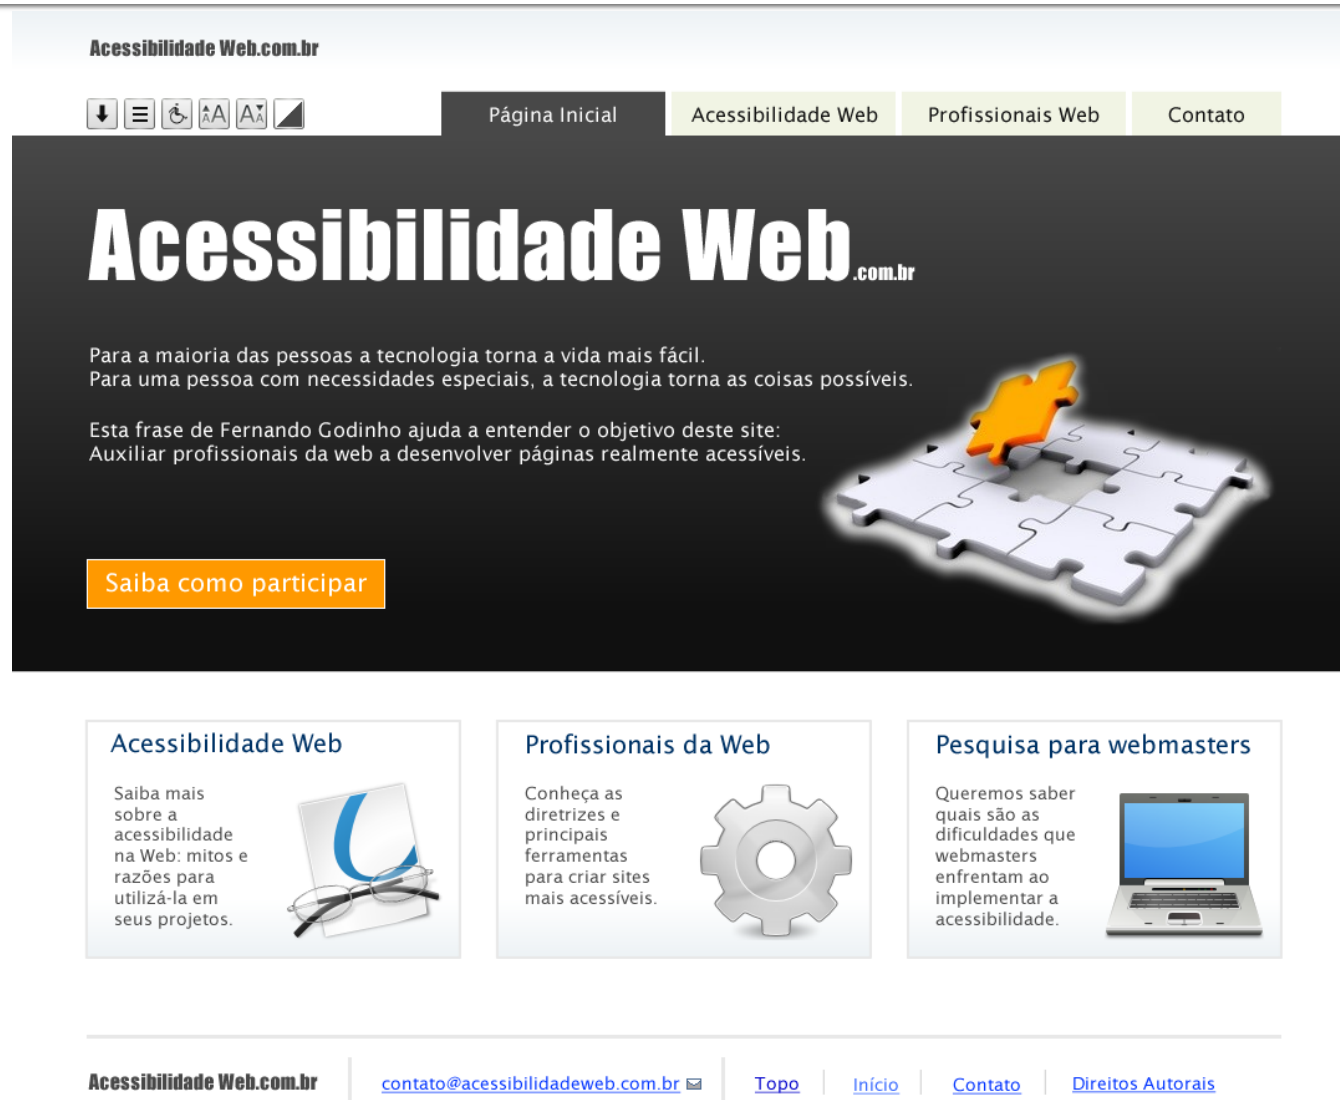 Acessibilidade Web.com.br
AA AA
Página Inicial Acessibilidade Web Profissionais Web Contato
Acessibilidade Web.com.br
Para a maioria das pessoas a tecnologia torna a vida mais fácil.
Para uma pessoa com necessidades especiais, a tecnologia torna as coisas possíveis.
Esta frase de Fernando Godinho ajuda a entender o objetivo deste site:
Auxiliar profissionais da web a desenvolver páginas realmente acessíveis.
Saiba como participar
Acessibilidade Web
Saiba mais
sobre a
acessibilidade
na Web: mitos e
razões para
utilizá-la em
seus projetos.
Profissionais da Web
Conheça as
diretrizes e
principais
ferramentas
para criar sites
mais acessíveis.
Pesquisa para webmasters
Queremos saber
quais são as
dificuldades que
webmasters
enfrentam ao
implementar a
acessibilidade.
Acessibilidade Web.com.br
contato@acessibilidadeweb.com.br
Topo Início Contato Direitos Autorais